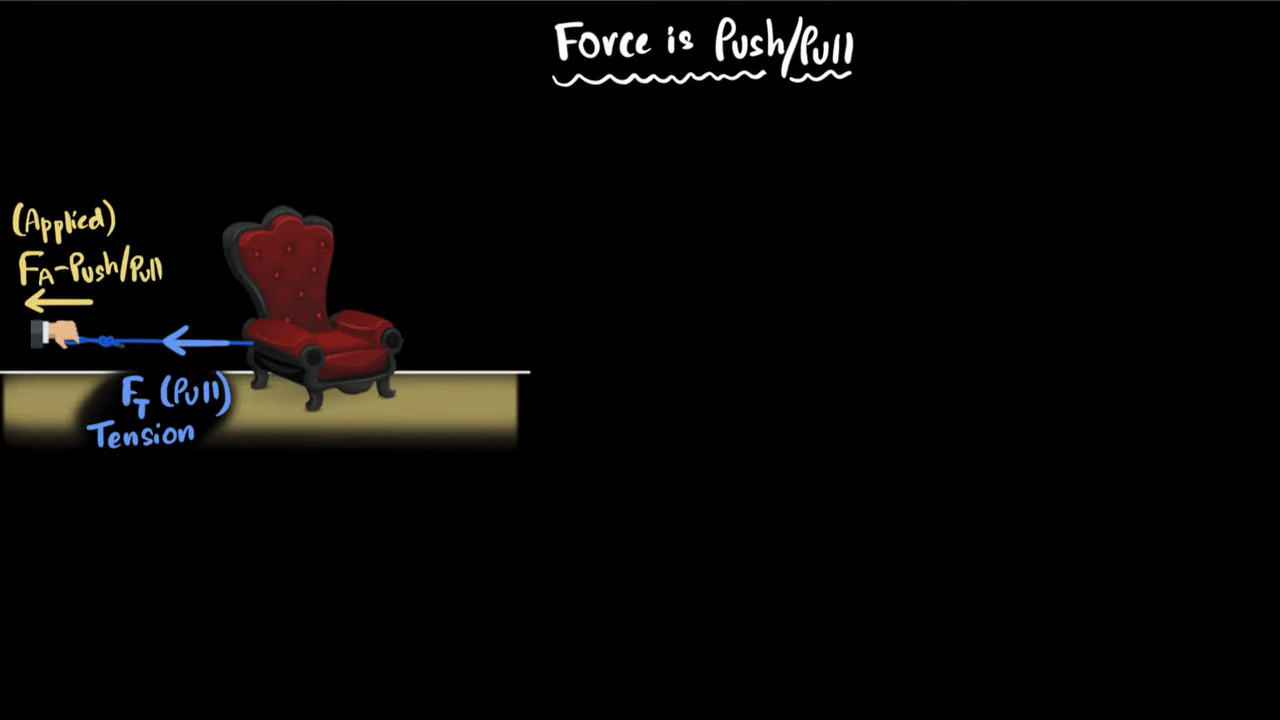 Force is Push/Pull
(Applied)
FA-Push/Pull
FT (Pull)
Tension